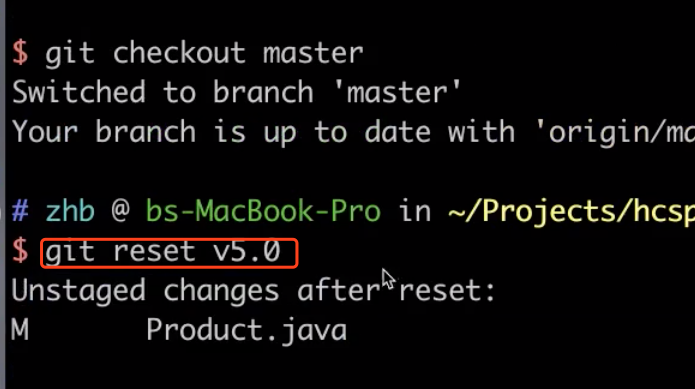 $ git checkout master
Switched to branch 'master'
Your branch is up to date with 'origin/ma
# zhb @ bs-MacBook-Pro in ~/Projects/hcsp
$ git reset v5.0
Unstaged changes after reset:
M Product.java